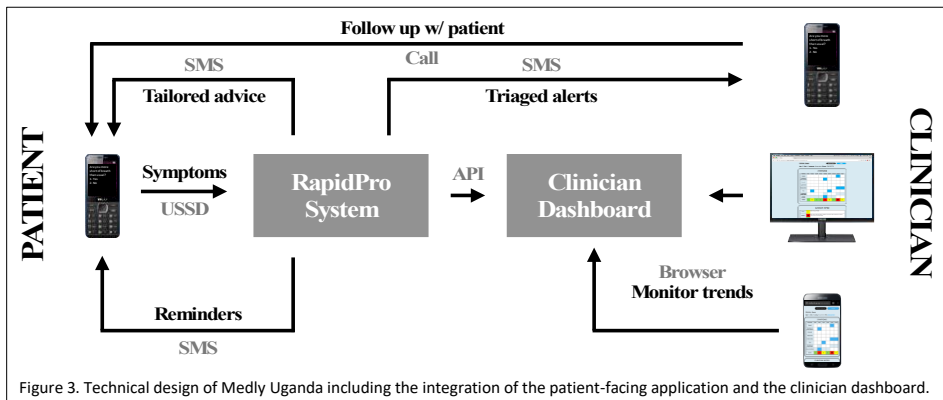 Follow up w/ patient
Call
SMS
Tailored advice
SMS
Triaged alerts
PATIENT
Symptoms
USSD
RapidPro
System
API
Clinician
Dashboard
CLINICIAN
Browser
Monitor trends
Reminders
SMS
Figure 3. Technical design of Medly Uganda including the integration of the patient-facing application and the clinician dashboard.